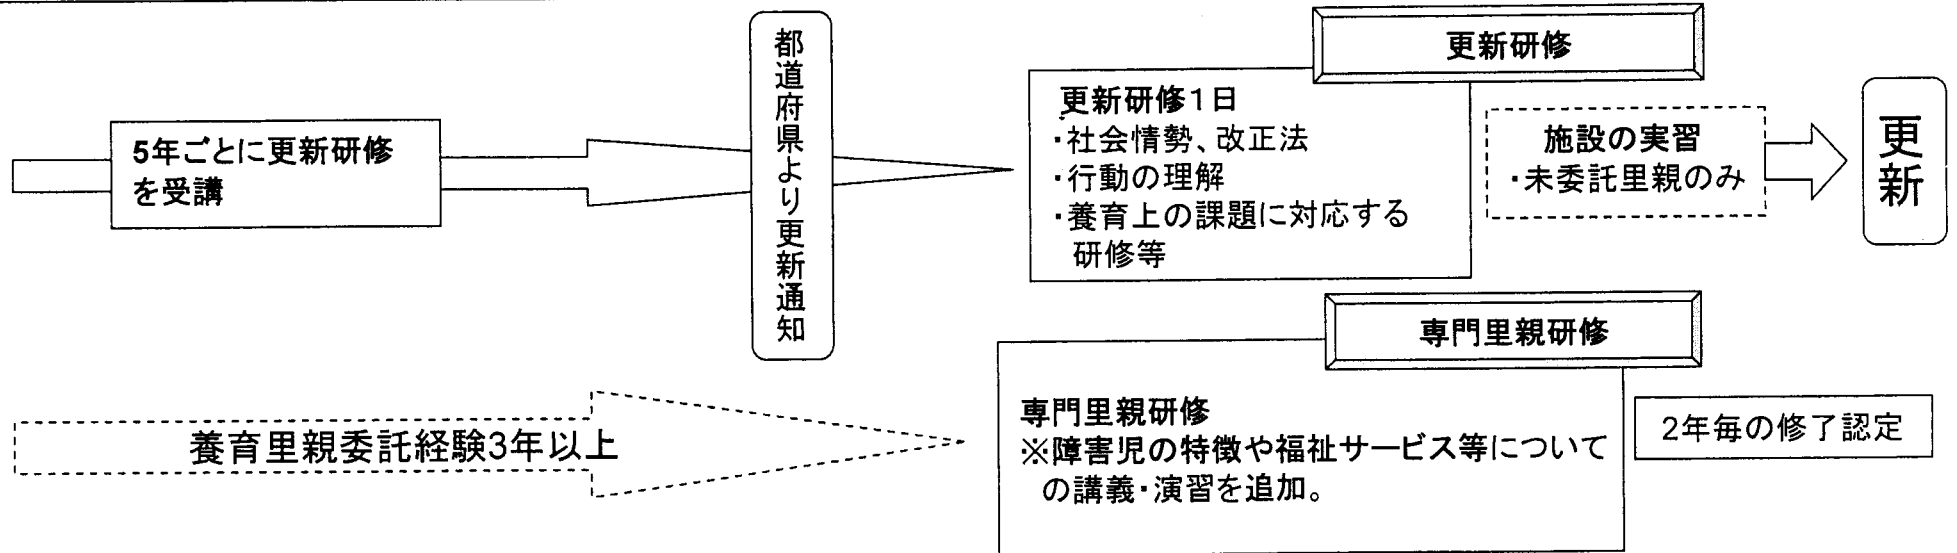 5年ごとに更新研修
を受講
都道府県より更新通知
更新研修
更新研修1日
・社会情勢、改正法
・行動の理解
・養育上の課題に対応する
研修等
施設の実習
・未委託里親のみ
更新
養育里親委託経験3年以上
専門里親研修
専門里親研修
※障害児の特徴や福祉サービス等について
の講義・演習を追加。
2年毎の修了認定